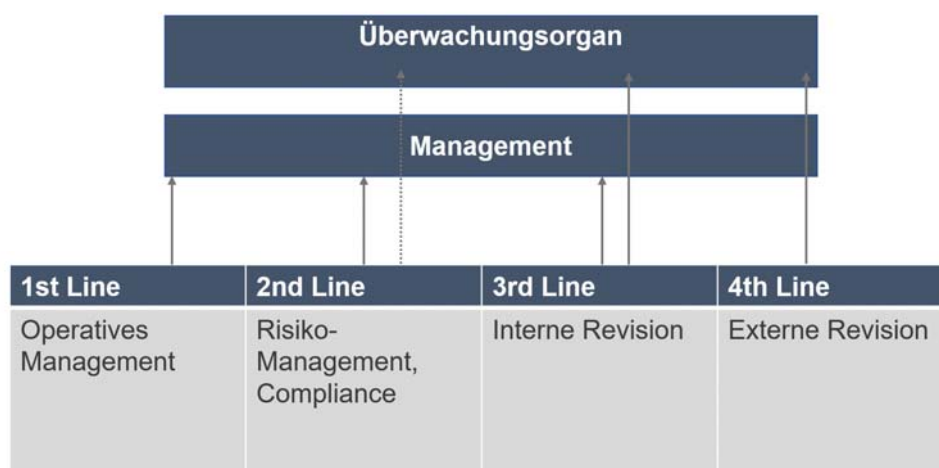 Überwachungsorgan
Management
1st Line
2nd Line
3rd Line
4th Line
Operatives
Management
Risiko-
Management,
Compliance
Interne Revision
Externe Revision